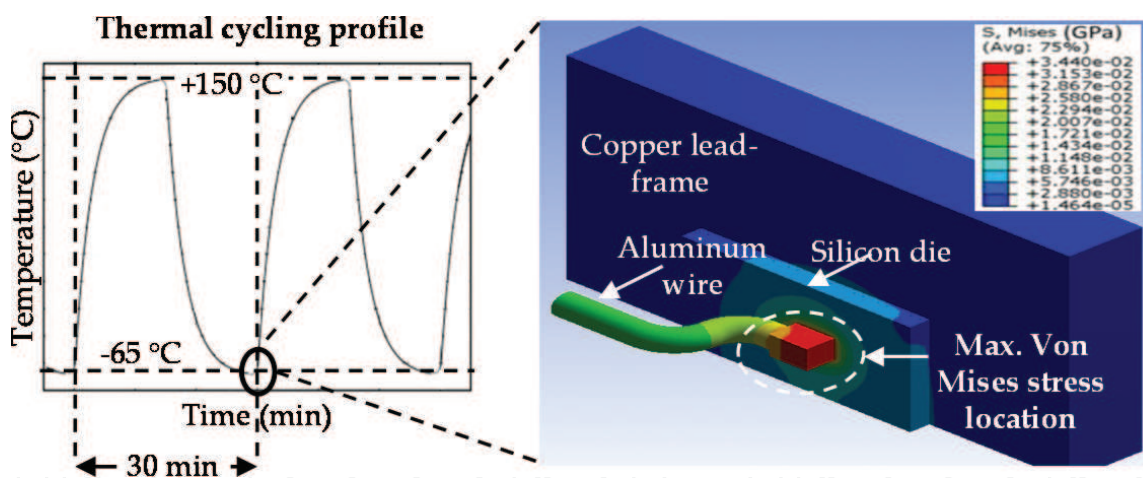 Thermal cycling profile
+150 °C
-65 °C
Temperature (°C)
Time (min)
30 min
S, Mises (GPa)
(Avg: 75%)
+3.440e-02
+3.153e-02
+2.867e-02
+2.580e-02
+2.294e-02
+2.007e-02
+1.721e-02
+1.434e-02
+1.148e-02
+8.611e-03
+5.746e-03
+2.880e-03
+1.464e-05
Copper lead-
frame
Aluminum
wire
Silicon die
Max. Von
Mises stress
location